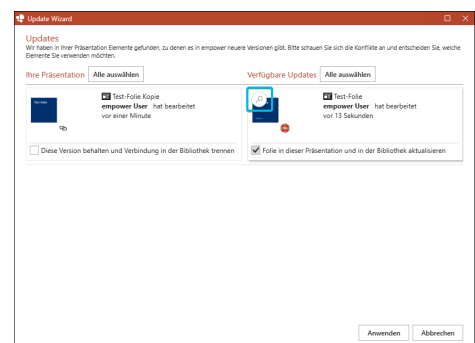 Update Wizard
Updates
Wir haben in Ihrer Präsentation Elemente gefunden, zu denen es in empower neuere Versionen gibt. Bitte schauen Sie sich die Konflikte an und entscheiden Sie, welche
Elemente Sie verwenden möchten.
Ihre Präsentation Alle auswählen
Verfügbare Updates Alle auswählen
Test-Folie
Test-Folie Kopie
empower User hat bearbeitet
vor einer Minute
Diese Version behalten und Verbindung in der Bibliothek trennen
Test-Folie
empower User hat bearbeitet
vor 13 Sekunden
Folie in dieser Präsentation und in der Bibliothek aktualisieren
Anwenden Abbrechen